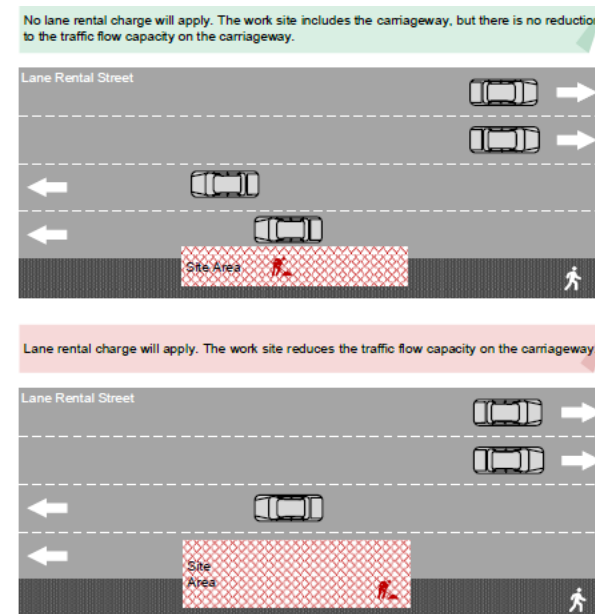 No lane rental charge will apply. The work site includes the carriageway, but there is no reduction
to the traffic flow capacity on the carriageway.
Lane Rental Street
Site Area
Lane rental charge will apply. The work site reduces the traffic flow capacity on the carriageway
Lane Rental Street
Site
Area